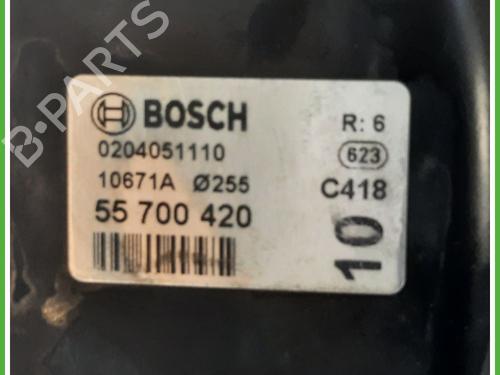 B-PARTS
BOSCH
R: 6
0204051110
623
10671A Ø255
C418
55 700 420
10